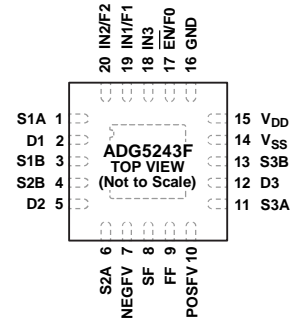 20 IN2/F2
19 IN1/F1
18 IN3
17 EN/F0
16 GND
S1A 1
D1 2
S1B 3
S2B 4
D2 5
ADG5243F
TOP VIEW
(Not to Scale)
15 VDD
14 VSS
13 S3B
12 D3
11 S3A
S2A 6
NEGFV 7
SF 8
FF 9
POSFV 10